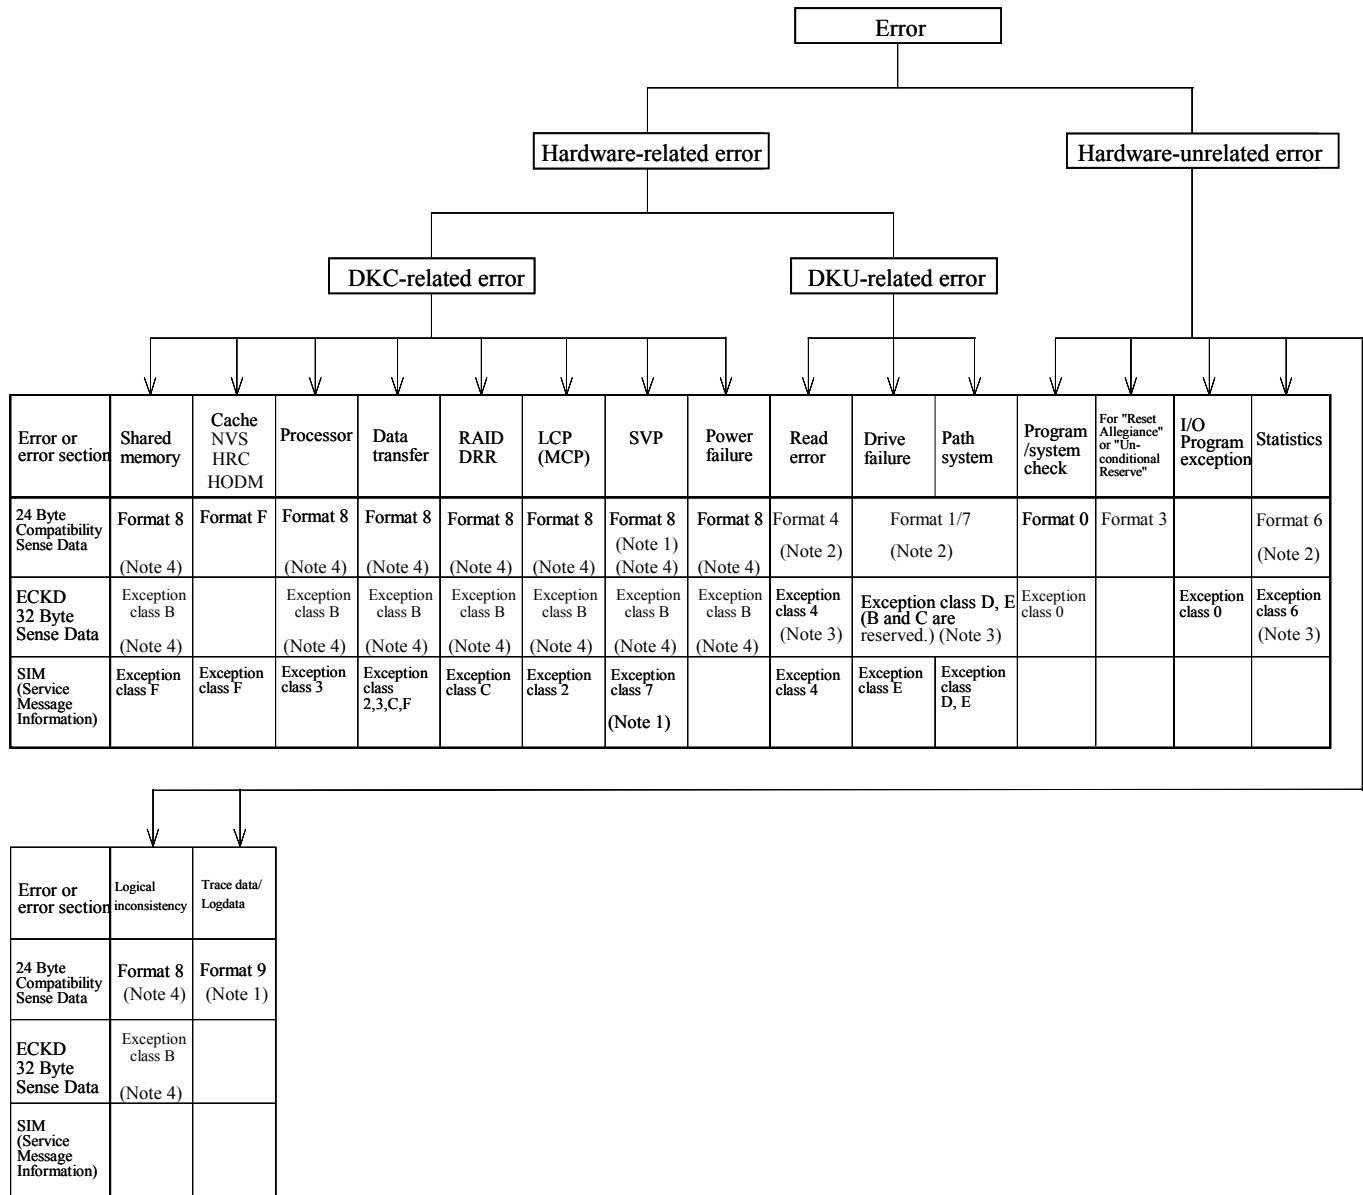 Error
Hardware-related error
Hardware-unrelated error
DKC-related error
DKU-related error
Error or
error section
Shared
memory
Cache
NVS
HRC
HODM
Processor
Data
transfer
RAID
DRR
LCP
(MCP)
SVP
Power
failure
Read
error
Drive
failure
Path
system
Program
/system
check
For "Reset
Allegiance"
or "Un-
conditional
Reserve"
I/O
Program
exception
Statistics
24 Byte
Compatibility
Sense Data
Format 8
(Note 4)
Format F
Format 8
(Note 4)
Format 8
(Note 4)
Format 8
(Note 4)
Format 8
(Note 4)
Format 8
(Note 1)
(Note 4)
Format 8
(Note 4)
Format 4
(Note 2)
Format 1/7
(Note 2)
Format 0
Format 3
Format 6
(Note 2)
ECKD
32 Byte
Sense Data
Exception
class B
(Note 4)
Exception
class B
(Note 4)
Exception
class B
(Note 4)
Exception
class B
(Note 4)
Exception
class B
(Note 4)
Exception
class B
(Note 4)
Exception
class B
(Note 4)
Exception
class 4
(Note 3)
Exception class D, E
(B and C are
reserved.) (Note 3)
Exception
class 0
Exception
class 0
Exception
class 6
(Note 3)
SIM
(Service
Message
Information)
Exception
class F
Exception
class F
Exception
class 3
Exception
class
2,3,C,F
Exception
class C
Exception
class 2
Exception
class 7
(Note 1)
Exception
class 4
Exception
class E
Exception
class
D, E
Error or
error section
Logical
inconsistency
Trace data/
Logdata
24 Byte
Compatibility
Sense Data
Format 8
(Note 4)
Format 9
(Note 1)
ECKD
32 Byte
Sense Data
Exception
class B
(Note 4)
SIM
(Service
Message
Information)